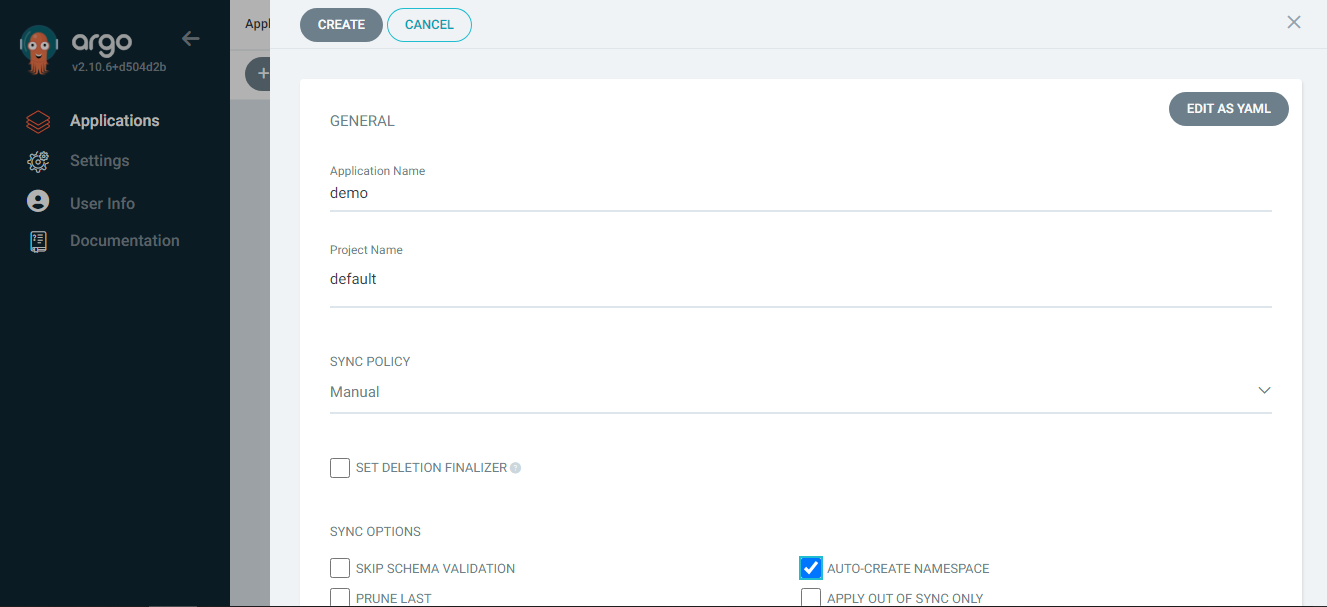 argo
v2.10.6+d504d2b
Applications
Settings
User Info
Documentation
Appl
+
CREATE
CANCEL
GENERAL
EDIT AS YAML
Application Name
demo
Project Name
default
SYNC POLICY
Manual
SET DELETION FINALIZER ?
SYNC OPTIONS
SKIP SCHEMA VALIDATION
AUTO-CREATE NAMESPACE
PRUNE LAST
APPLY OUT OF SYNC ONLY